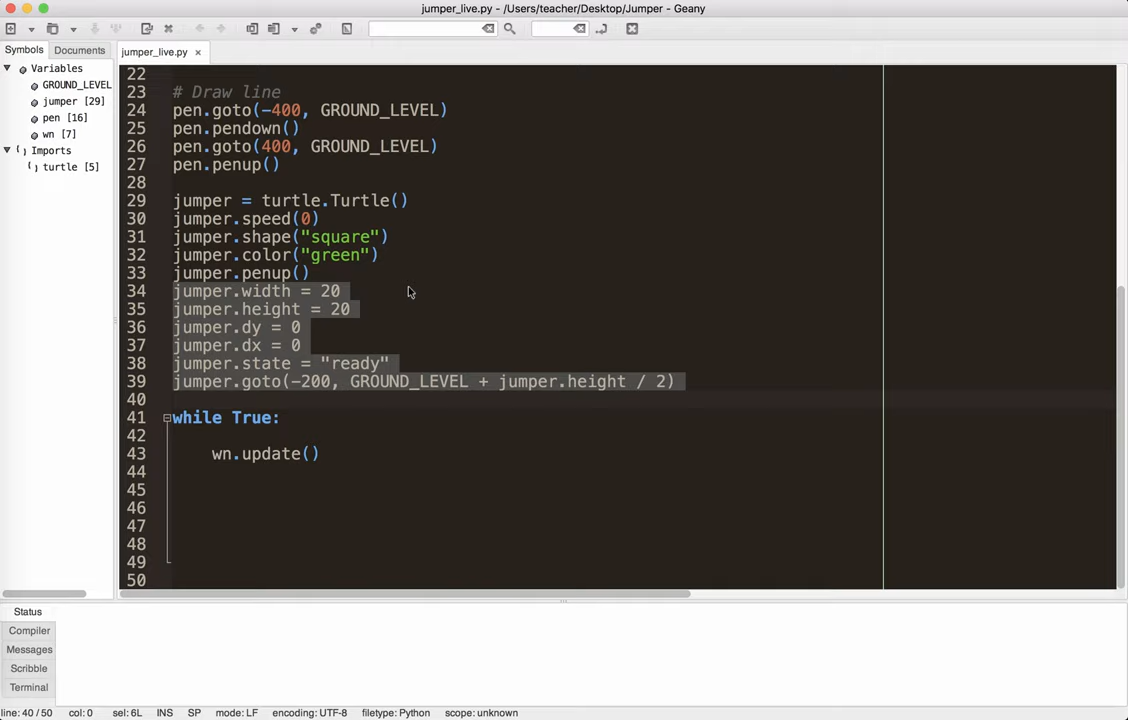 jumper_live.py - /Users/teacher/Desktop/Jumper - Geany
Symbols
Documents
jumper_live.py ×
Variables
GROUND_LEVEL
jumper [29]
pen [16]
wn [7]
Imports
turtle [5]
22
23 # Draw line
24 pen.goto(-400, GROUND_LEVEL)
25 pen.pendown()
26 pen.goto(400, GROUND_LEVEL)
27 pen.penup()
28
29 jumper = turtle.Turtle()
30 jumper.speed(0)
31 jumper.shape("square")
32 jumper.color("green")
33 jumper.penup()
34 jumper.width = 20
35 jumper.height = 20
36 jumper.dy = 0
37 jumper.dx = 0
38 jumper.state = "ready"
39 jumper.goto(-200, GROUND_LEVEL + jumper.height / 2)
40
41 while True:
42
43 wn.update()
44
45
46
47
48
49
50
Status
Compiler
Messages
Scribble
Terminal
line: 40 / 50 col: 0 sel: 6L INS SP mode: LF encoding: UTF-8 filetype: Python scope: unknown